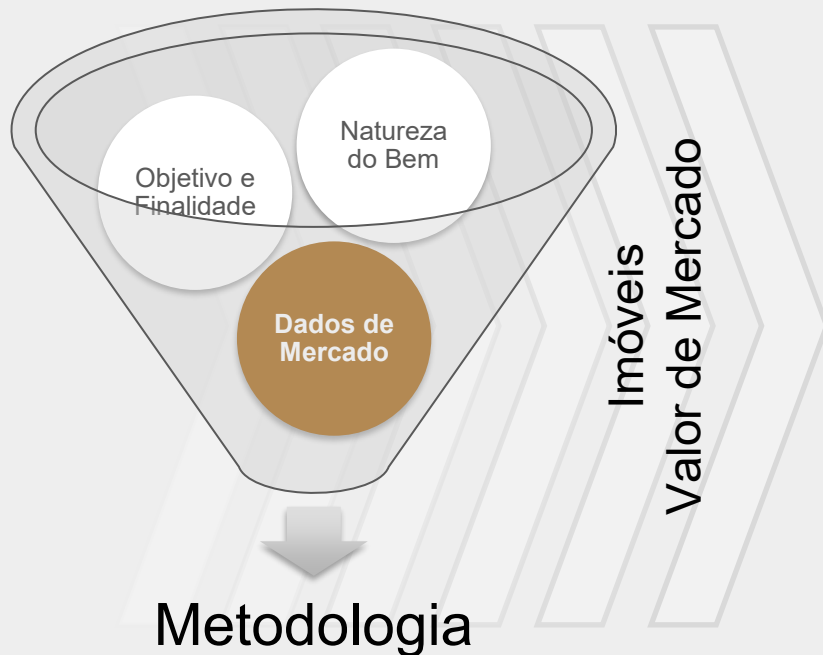 Natureza
do Bem
Objetivo e
Finalidade
Dados de
Mercado
Metodologia
Imóveis
Valor de Mercado